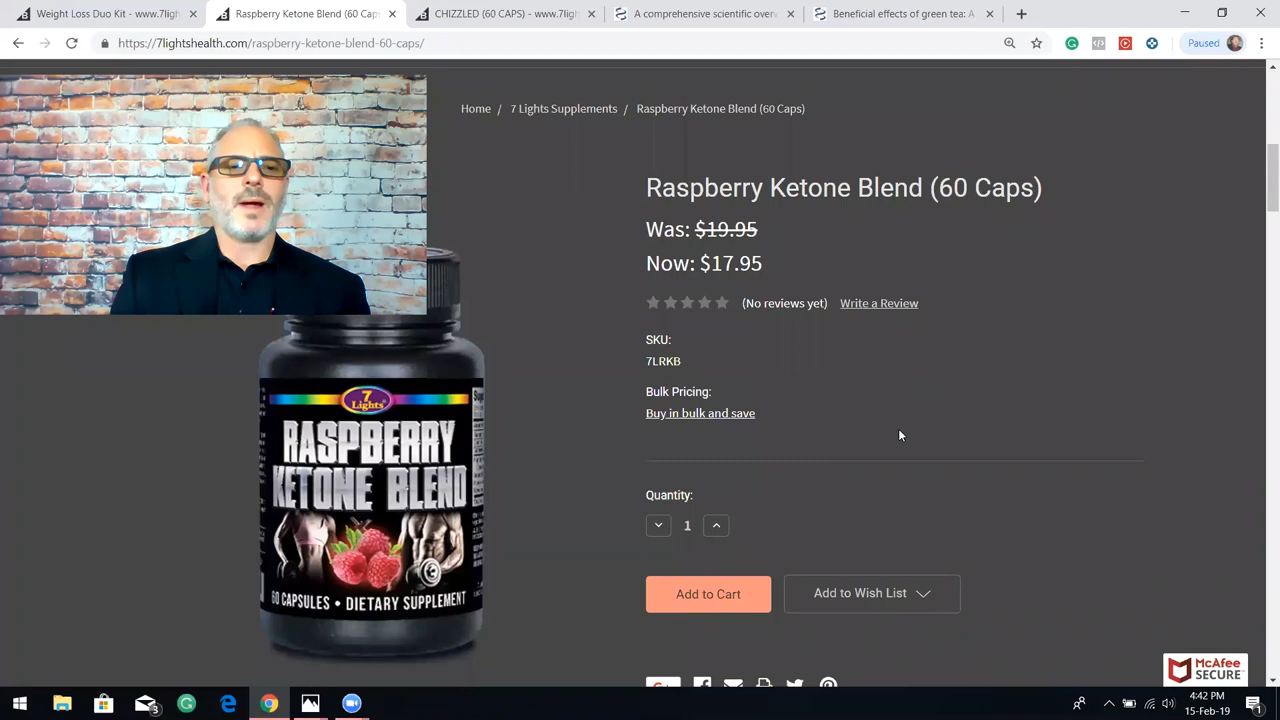 Weight Loss Duo Kit - www.7light
Raspberry Ketone Blend (60 Cap
CHIZZLED (60 CAPS) - www.7ligh
A comprehensive scientific overv
Beneficial effects of green tea: A
Paused
https://7lightshealth.com/raspberry-ketone-blend-60-caps/
Home / 7 Lights Supplements / Raspberry Ketone Blend (60 Caps)
Raspberry Ketone Blend (60 Caps)
Was: $19.95
Now: $17.95
(No reviews yet) Write a Review
SKU:
7LRKB
Bulk Pricing:
Buy in bulk and save
Quantity:
1
Add to Cart
Add to Wish List
7
Lights
RASPBERRY
KETONE BLEND
60 CAPSULES • DIETARY SUPPLEMENT
McAfee
SECURE
3
4:42 PM
15-Feb-19
1